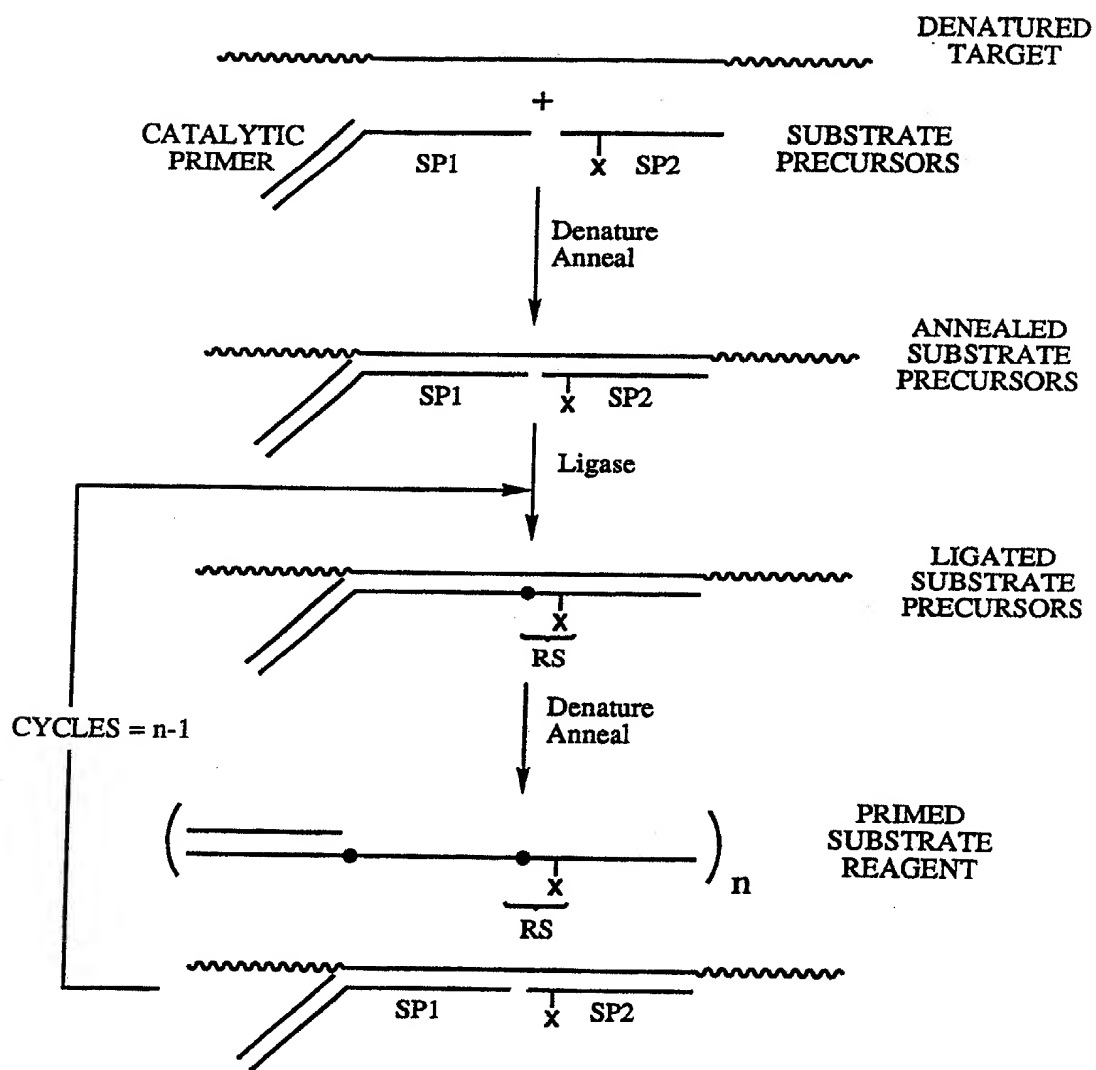 DENATURED
TARGET
+
CATALYTIC
PRIMER
SP1
X
SP2
SUBSTRATE
PRECURSORS
Denature
Anneal
ANNEALED
SUBSTRATE
PRECURSORS
SP1
X
SP2
Ligase
LIGATED
SUBSTRATE
PRECURSORS
X
RS
CYCLES = n-1
Denature
Anneal
PRIMED
SUBSTRATE
REAGENT
( ) n
X
RS
SP1
X
SP2